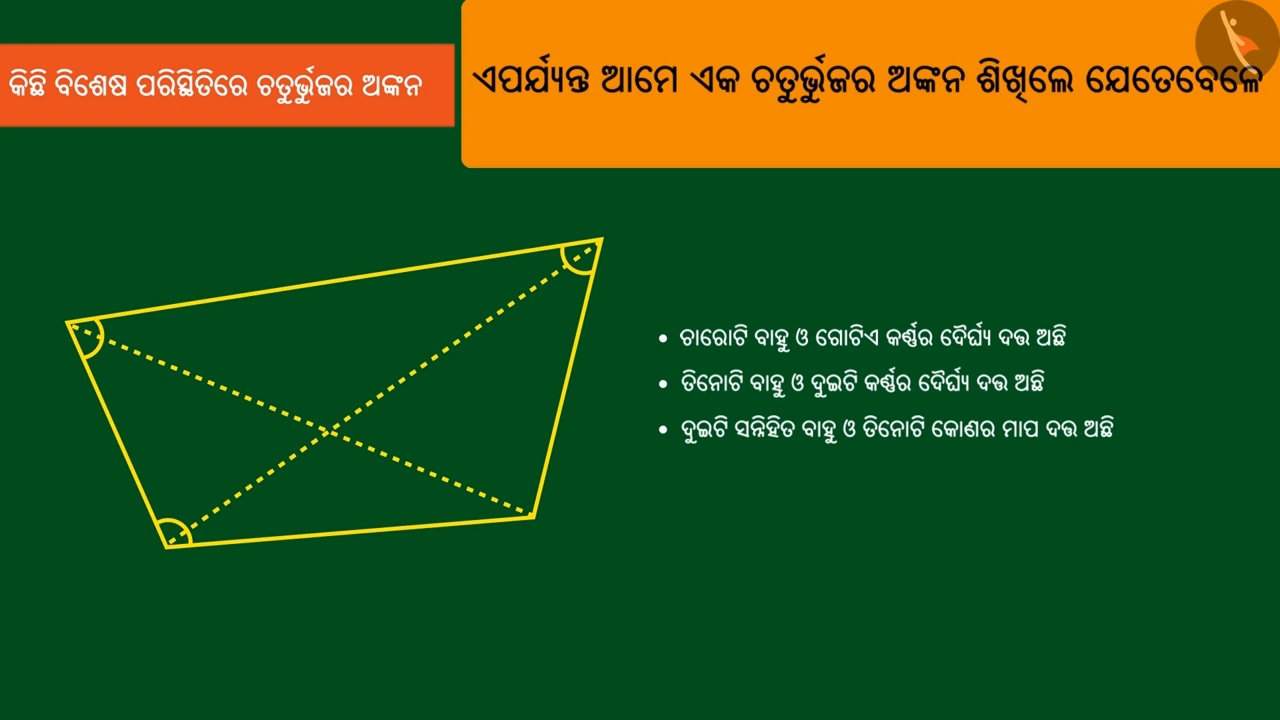 କିଛି ବିଶେଷ ପରିସ୍ଥିତିରେ ଚତୁର୍ଭୁଜର ଅଙ୍କନ
ଏପର୍ଯ୍ୟନ୍ତ ଆମେ ଏକ ଚତୁର୍ଭୁଜର ଅଙ୍କନ ଶିଖିଲେ ଯେତେବେଳେ
• ଚାରୋଟି ବାହୁ ଓ ଗୋଟିଏ କର୍ଣ୍ଣର ଦୈର୍ଘ୍ୟ ଦତ୍ତ ଅଛି
• ତିନୋଟି ବାହୁ ଓ ଦୁଇଟି କର୍ଣ୍ଣର ଦୈର୍ଘ୍ୟ ଦତ୍ତ ଅଛି
• ଦୁଇଟି ସନ୍ନିହିତ ବାହୁ ଓ ତିନୋଟି କୋଣର ମାପ ଦତ୍ତ ଅଛି